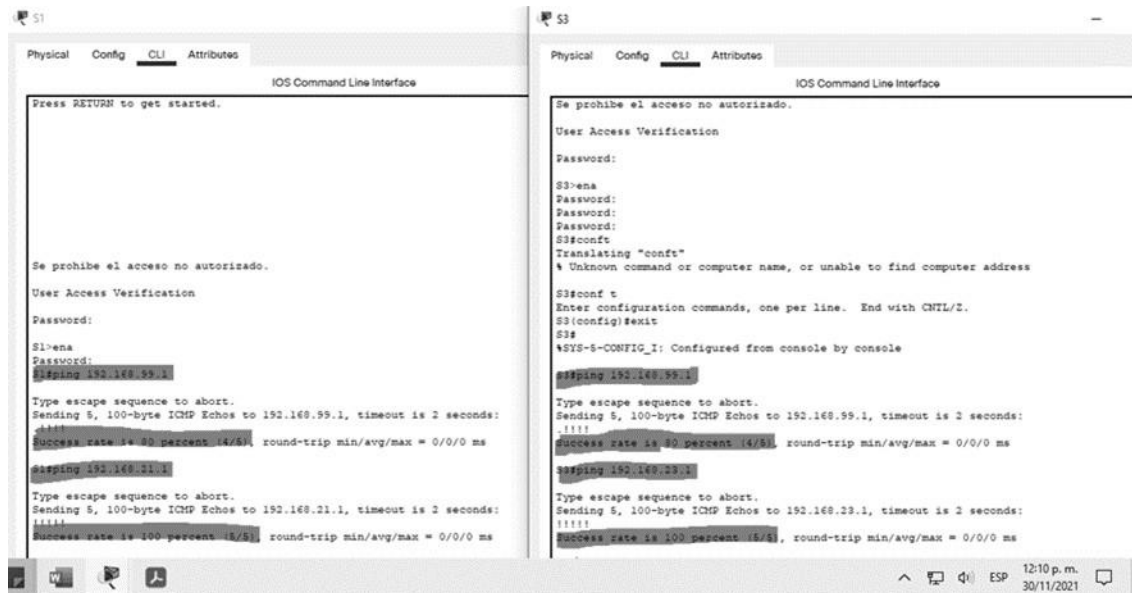 S1
Physical Config CLI Attributes
IOS Command Line Interface
Press RETURN to get started.
Se prohibe el acceso no autorizado.
User Access Verification
Password:
S1>ena
Password:
S1#ping 192.168.99.1
Type escape sequence to abort.
Sending 5, 100-byte ICMP Echos to 192.168.99.1, timeout is 2 seconds:
.!!!!
Success rate is 80 percent (4/5), round-trip min/avg/max = 0/0/0 ms
S1#ping 192.168.21.1
Type escape sequence to abort.
Sending 5, 100-byte ICMP Echos to 192.168.21.1, timeout is 2 seconds:
!!!!!
Success rate is 100 percent (5/5), round-trip min/avg/max = 0/0/0 ms
S3
Physical Config CLI Attributes
IOS Command Line Interface
Se prohibe el acceso no autorizado.
User Access Verification
Password:
S3>ena
Password:
Password:
Password:
S3#conft
Translating "conft"
% Unknown command or computer name, or unable to find computer address
S3#conf t
Enter configuration commands, one per line. End with CNTL/Z.
S3(config)#exit
S3#
%SYS-5-CONFIG_I: Configured from console by console
S3#ping 192.168.99.1
Type escape sequence to abort.
Sending 5, 100-byte ICMP Echos to 192.168.99.1, timeout is 2 seconds:
.!!!!
Success rate is 80 percent (4/5), round-trip min/avg/max = 0/0/0 ms
S3#ping 192.168.23.1
Type escape sequence to abort.
Sending 5, 100-byte ICMP Echos to 192.168.23.1, timeout is 2 seconds:
!!!!!
Success rate is 100 percent (5/5), round-trip min/avg/max = 0/0/0 ms
ESP
12:10 p. m.
30/11/2021